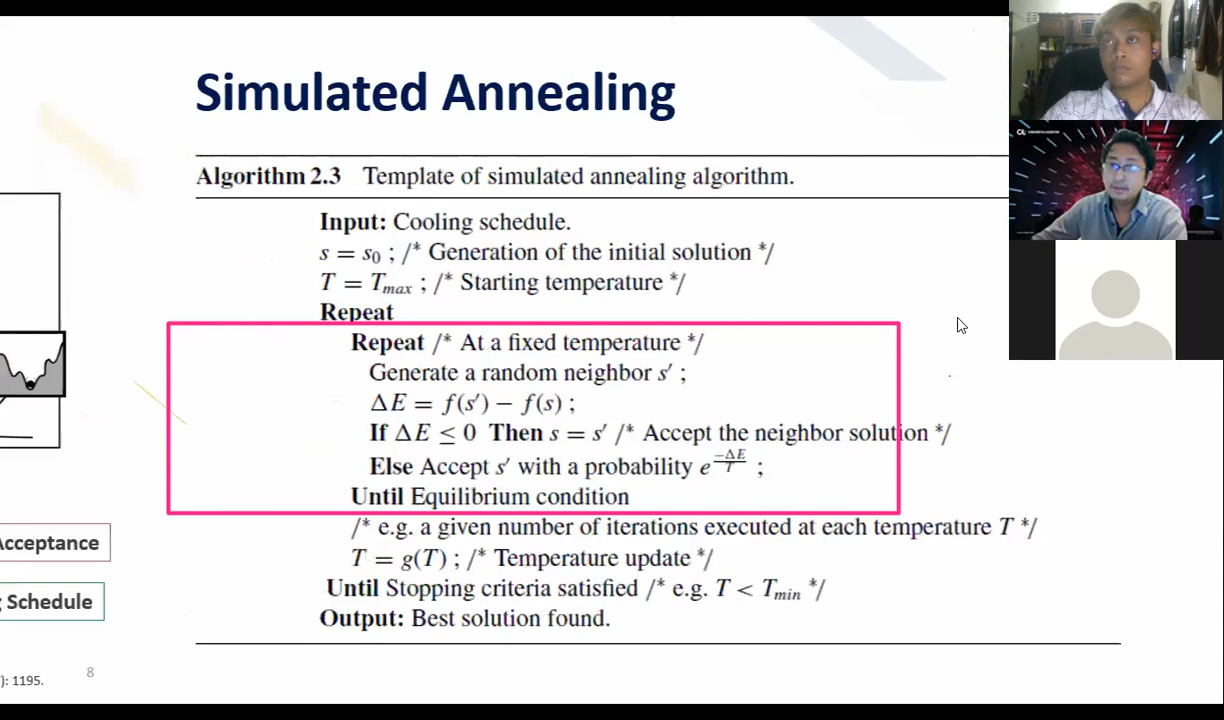 Simulated Annealing
Algorithm 2.3 Template of simulated annealing algorithm.
Input: Cooling schedule.
s = s₀ ; /* Generation of the initial solution */
T = Tₘₐₓ ; /* Starting temperature */
Repeat
Repeat /* At a fixed temperature */
Generate a random neighbor s′ ;
ΔE = f(s′) − f(s) ;
If ΔE ≤ 0 Then s = s′ /* Accept the neighbor solution */
Else Accept s′ with a probability e^(−ΔE/T) ;
Until Equilibrium condition
/* e.g. a given number of iterations executed at each temperature T */
T = g(T) ; /* Temperature update */
Until Stopping criteria satisfied /* e.g. T < Tₘᵢₙ */
Output: Best solution found.
Acceptance
Schedule
): 1195.
8